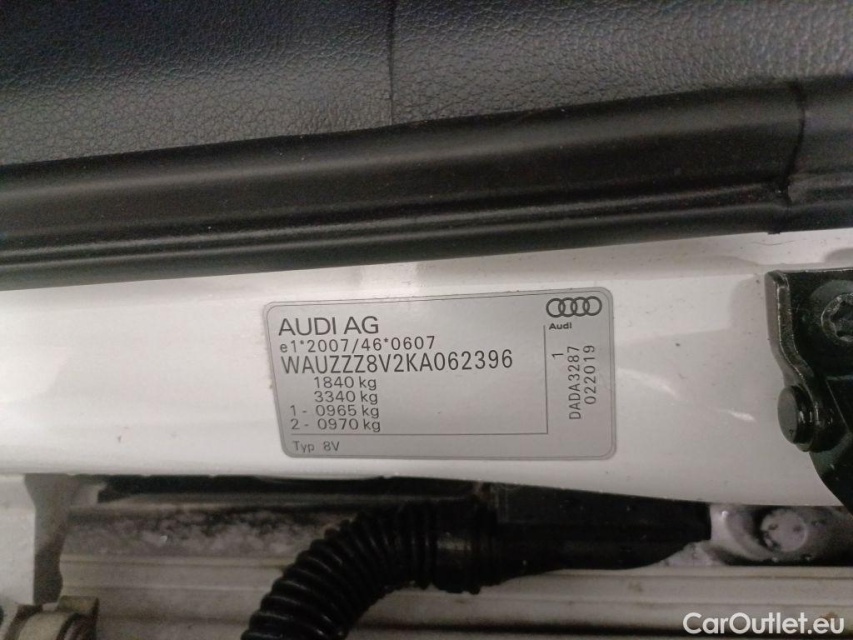 AUDI AG
e1*2007/46*0607
WAUZZZ8V2KA062396
1840 kg
3340 kg
1 - 0965 kg
2 - 0970 kg
Typ 8V
Audi
1
DADA3287
022019
CarOutlet.eu